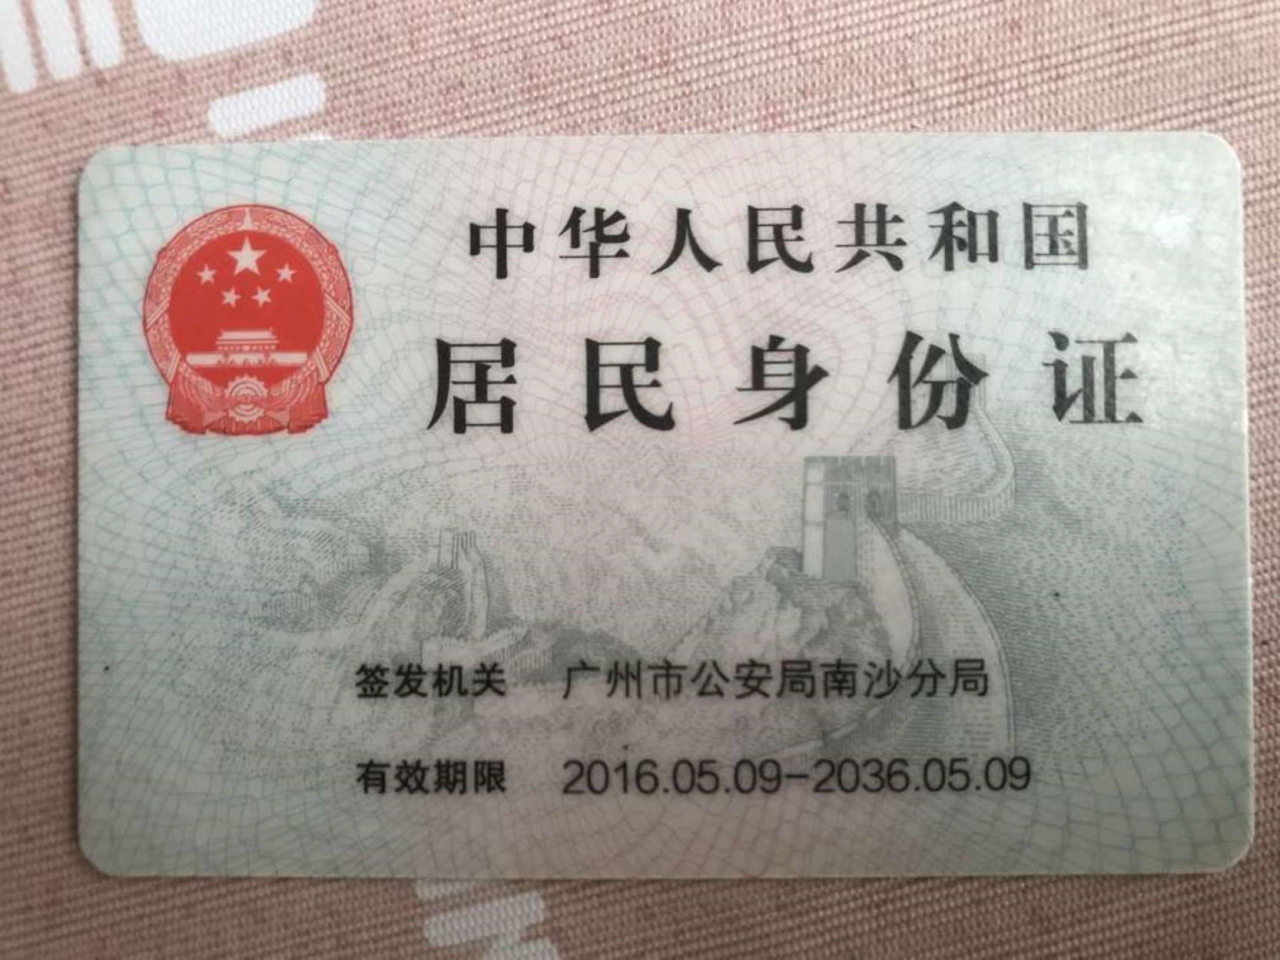 中华人民共和国
居民身份证
签发机关 广州市公安局南沙分局
有效期限 2016.05.09-2036.05.09